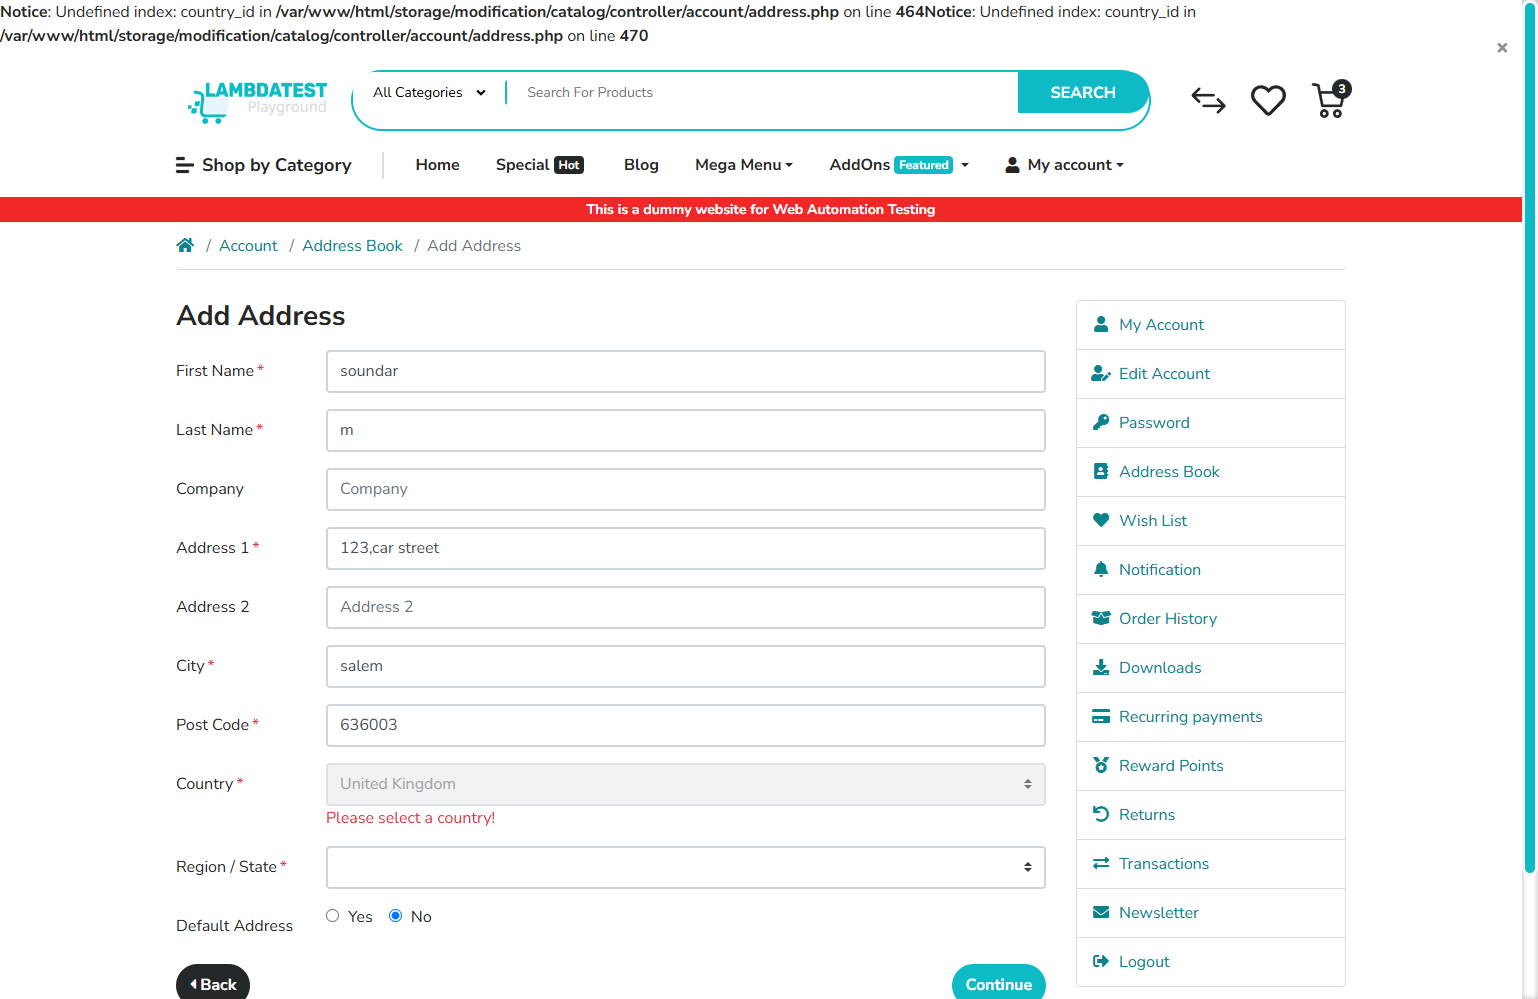 Notice: Undefined index: country_id in /var/www/html/storage/modification/catalog/controller/account/address.php on line 464Notice: Undefined index: country_id in
/var/www/html/storage/modification/catalog/controller/account/address.php on line 470
×
LAMBDATEST
Playground
All Categories
Search For Products
SEARCH
3
Shop by Category
Home
Special Hot
Blog
Mega Menu
AddOns Featured
My account
This is a dummy website for Web Automation Testing
/ Account / Address Book / Add Address
Add Address
First Name *
soundar
Last Name *
m
Company
Company
Address 1 *
123,car street
Address 2
Address 2
City *
salem
Post Code *
636003
Country *
United Kingdom
Please select a country!
Region / State *
Default Address
Yes
No
Back
Continue
My Account
Edit Account
Password
Address Book
Wish List
Notification
Order History
Downloads
Recurring payments
Reward Points
Returns
Transactions
Newsletter
Logout